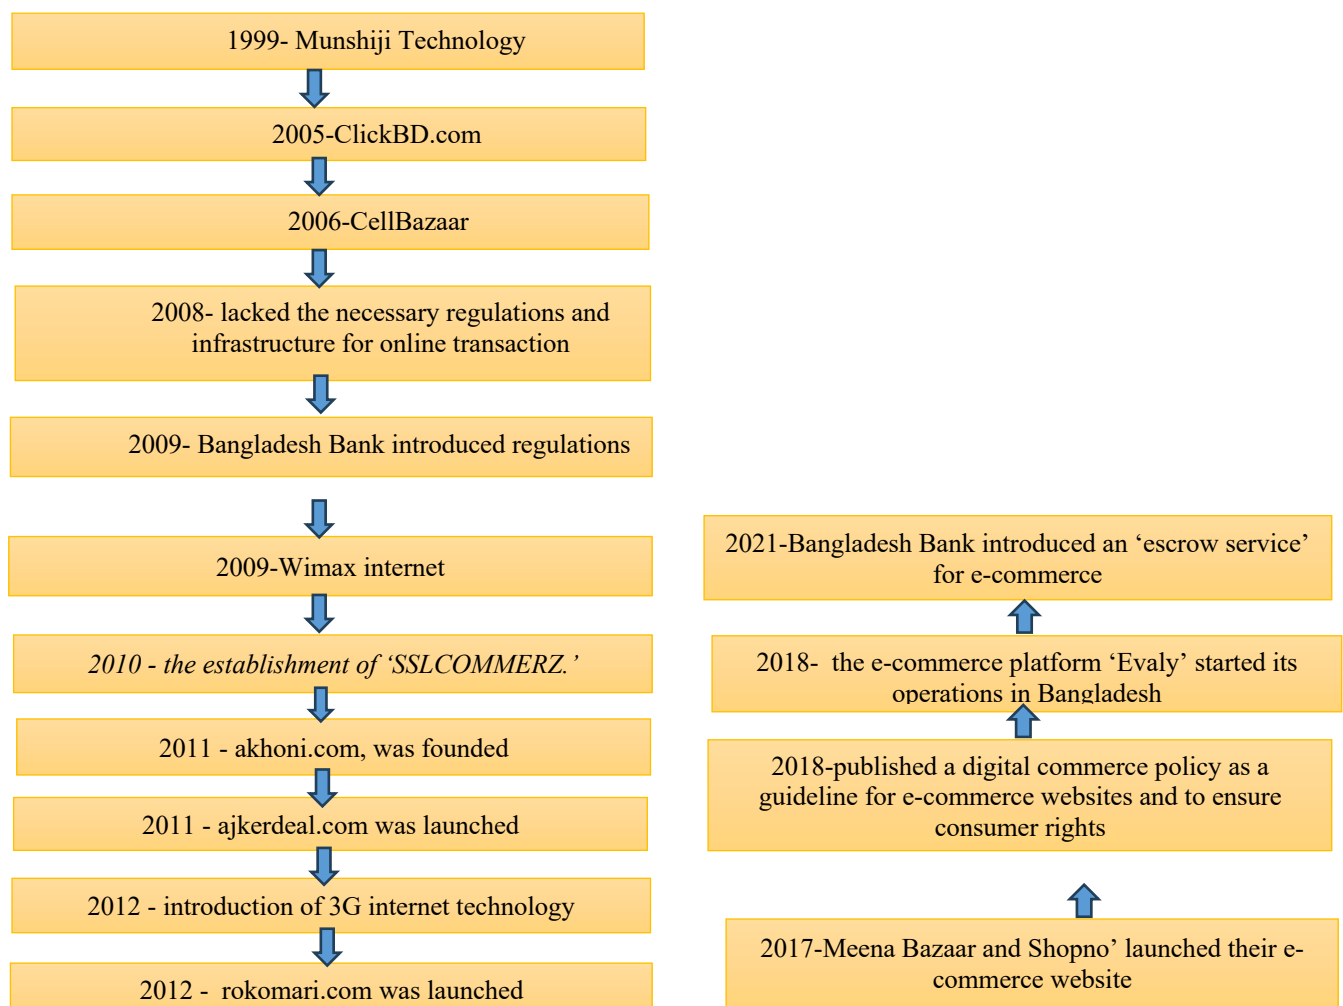 1999- Munshiji Technology
2005-ClickBD.com
2006-CellBazaar
2008- lacked the necessary regulations and
infrastructure for online transaction
2009- Bangladesh Bank introduced regulations
2009-Wimax internet
2010 - the establishment of ‘SSLCOMMERZ.’
2011 - akhoni.com, was founded
2011 - ajkerdeal.com was launched
2012 - introduction of 3G internet technology
2012 - rokomari.com was launched
2021-Bangladesh Bank introduced an ‘escrow service’
for e-commerce
2018- the e-commerce platform ‘Evaly’ started its
operations in Bangladesh
2018-published a digital commerce policy as a
guideline for e-commerce websites and to ensure
consumer rights
2017-Meena Bazaar and Shopno’ launched their e-
commerce website